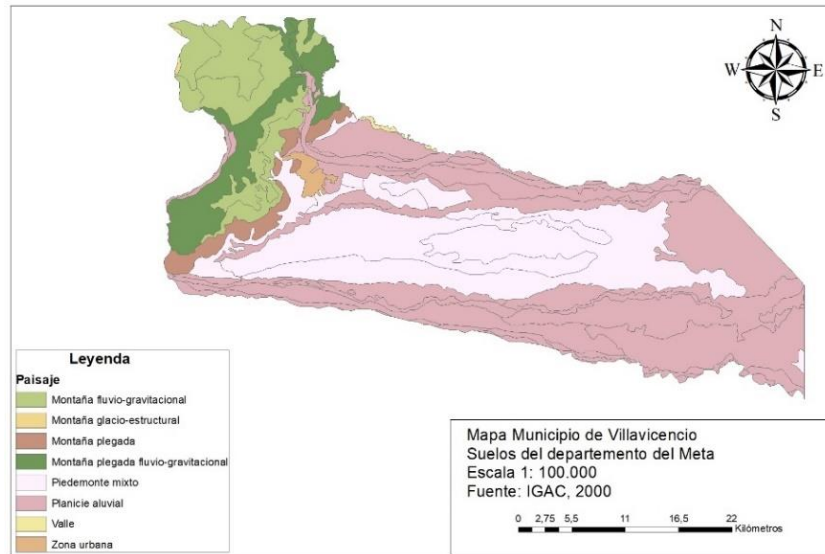 N
W E
S
Leyenda
Paisaje
Montaña fluvio-gravitacional
Montaña glacio-estructural
Montaña plegada
Montaña plegada fluvio-gravitacional
Piedemonte mixto
Planicie aluvial
Valle
Zona urbana
Mapa Municipio de Villavicencio
Suelos del departamento del Meta
Escala 1: 100.000
Fuente: IGAC, 2000
0 2,75 5,5 11 16,5 22
Kilómetros